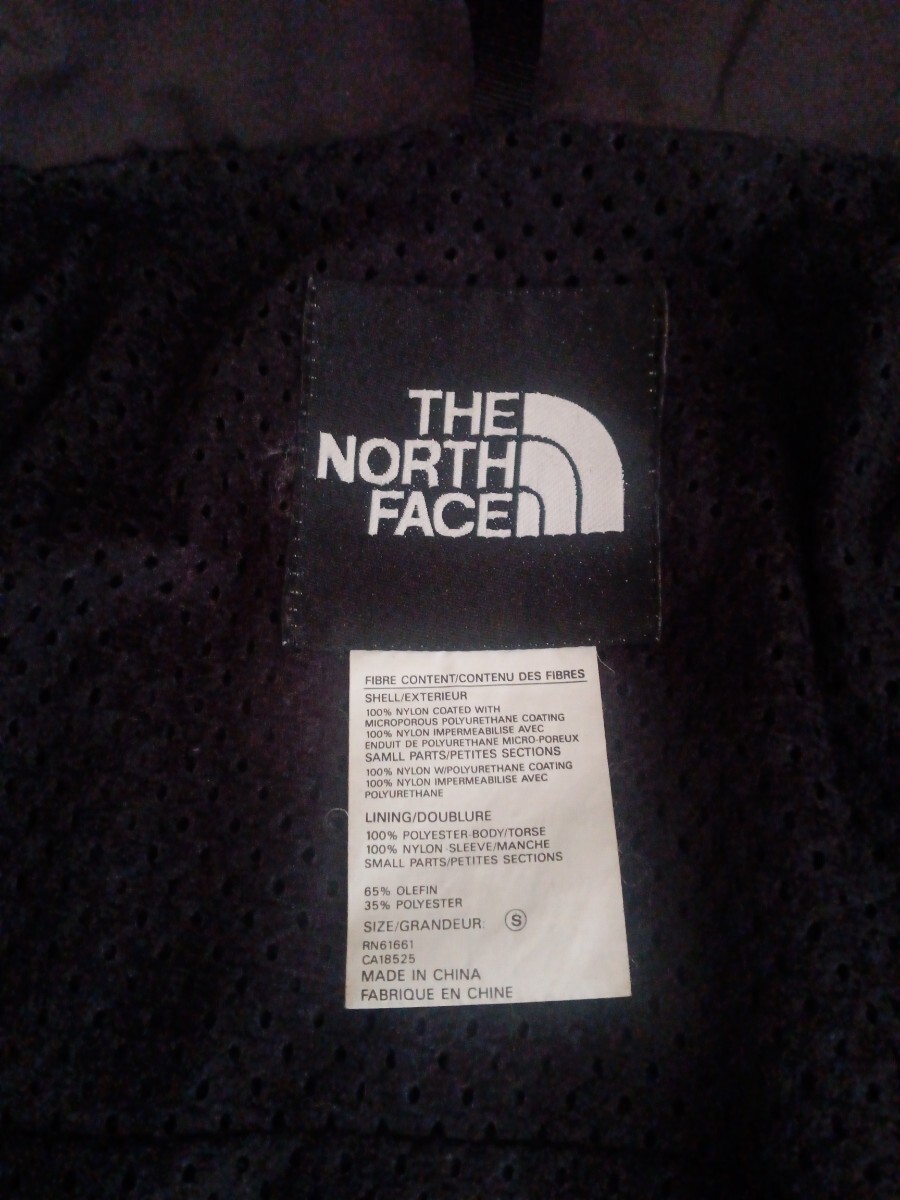 THE
NORTH
FACE
FIBRE CONTENT/CONTENU DES FIBRES
SHELL/EXTERIEUR
100% NYLON COATED WITH
MICROPOROUS POLYURETHANE COATING
100% NYLON IMPERMEABILISE AVEC
ENDUIT DE POLYURETHANE MICRO-POREUX
SAMLL PARTS/PETITES SECTIONS
100% NYLON W/POLYURETHANE COATING
100% NYLON IMPERMEABILISE AVEC
POLYURETHANE
LINING/DOUBLURE
100% POLYESTER-BODY/TORSE
100% NYLON-SLEEVE/MANCHE
SMALL PARTS/PETITES SECTIONS
65% OLEFIN
35% POLYESTER
SIZE/GRANDEUR: S
RN61661
CA18525
MADE IN CHINA
FABRIQUE EN CHINE